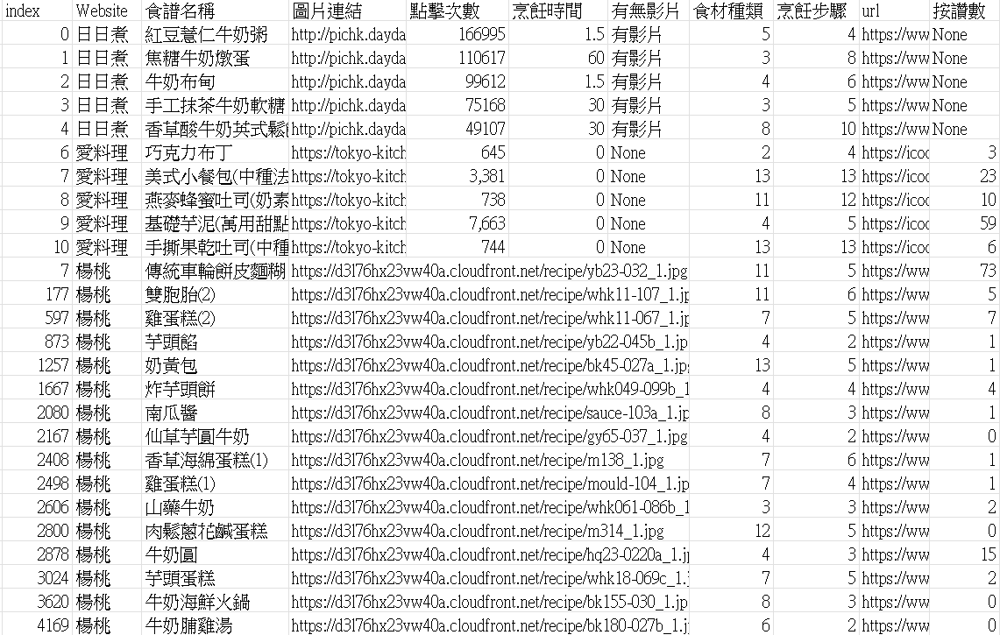 index Website 食譜名稱 圖片連結 點擊次數 烹飪時間 有無影片 食材種類 烹飪步驟 url 按讚數
0 日日煮 紅豆薏仁牛奶粥 http://pichk.dayda 166995 1.5 有影片 5 4 https://ww None
1 日日煮 焦糖牛奶燉蛋 http://pichk.dayda 110617 60 有影片 3 8 https://ww None
2 日日煮 牛奶布甸 http://pichk.dayda 99612 1.5 有影片 4 6 https://ww None
3 日日煮 手工抹茶牛奶軟糖 http://pichk.dayda 75168 30 有影片 3 5 https://ww None
4 日日煮 香草酸牛奶英式鬆 http://pichk.dayda 49107 30 有影片 8 10 https://ww None
6 愛料理 巧克力布丁 https://tokyo-kitch 645 0 None 2 4 https://icoo 3
7 愛料理 美式小餐包(中種法 https://tokyo-kitch 3,381 0 None 13 13 https://icoo 23
8 愛料理 燕麥蜂蜜吐司(奶素 https://tokyo-kitch 738 0 None 11 12 https://icoo 10
9 愛料理 基礎芋泥(萬用甜點 https://tokyo-kitch 7,663 0 None 4 5 https://icoo 59
10 愛料理 手撕果乾吐司(中種 https://tokyo-kitch 744 0 None 13 13 https://icoo 6
7 楊桃 傳統車輪餅皮麵糊 https://d3l76hx23vw40a.cloudfront.net/recipe/yb23-032_1.jpg 11 5 https://ww 73
177 楊桃 雙胞胎(2) https://d3l76hx23vw40a.cloudfront.net/recipe/whk11-107_1.jp 11 6 https://ww 5
597 楊桃 雞蛋糕(2) https://d3l76hx23vw40a.cloudfront.net/recipe/whk11-067_1.jp 7 5 https://ww 7
873 楊桃 芋頭餡 https://d3l76hx23vw40a.cloudfront.net/recipe/yb22-045b_1.jp 4 2 https://ww 1
1257 楊桃 奶黃包 https://d3l76hx23vw40a.cloudfront.net/recipe/bk45-027a_1.jpg 13 5 https://ww 1
1667 楊桃 炸芋頭餅 https://d3l76hx23vw40a.cloudfront.net/recipe/whk049-099b_1 4 4 https://ww 4
2080 楊桃 南瓜醬 https://d3l76hx23vw40a.cloudfront.net/recipe/sauce-103a_1.jp 8 3 https://ww 1
2167 楊桃 仙草芋圓牛奶 https://d3l76hx23vw40a.cloudfront.net/recipe/gy65-037_1.jpg 4 2 https://ww 0
2408 楊桃 香草海綿蛋糕(1) https://d3l76hx23vw40a.cloudfront.net/recipe/m138_1.jpg 7 6 https://ww 1
2498 楊桃 雞蛋糕(1) https://d3l76hx23vw40a.cloudfront.net/recipe/mould-104_1.jp 7 4 https://ww 1
2606 楊桃 山藥牛奶 https://d3l76hx23vw40a.cloudfront.net/recipe/whk061-086b_1 3 3 https://ww 2
2800 楊桃 肉鬆蔥花鹹蛋糕 https://d3l76hx23vw40a.cloudfront.net/recipe/m314_1.jpg 12 5 https://ww 0
2878 楊桃 牛奶圓 https://d3l76hx23vw40a.cloudfront.net/recipe/hq23-0220a_1.j 4 3 https://ww 15
3024 楊桃 芋頭蛋糕 https://d3l76hx23vw40a.cloudfront.net/recipe/whk18-069c_1.j 7 5 https://ww 2
3620 楊桃 牛奶海鮮火鍋 https://d3l76hx23vw40a.cloudfront.net/recipe/bk155-030_1.jp 8 3 https://ww 0
4169 楊桃 牛奶脯雞湯 https://d3l76hx23vw40a.cloudfront.net/recipe/bk180-027b_1.j 6 2 https://ww 0